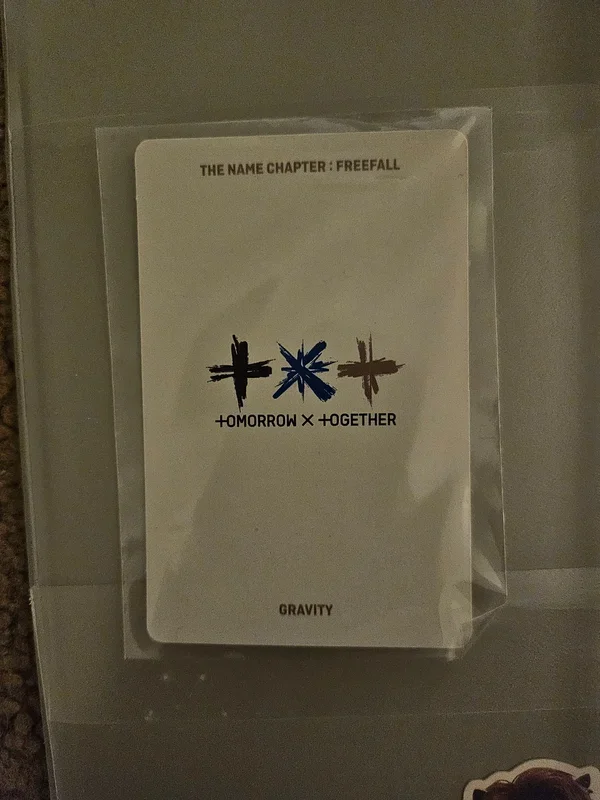 THE NAME CHAPTER : FREEFALL
+x+
+OMORROW × +OGETHER
GRAVITY